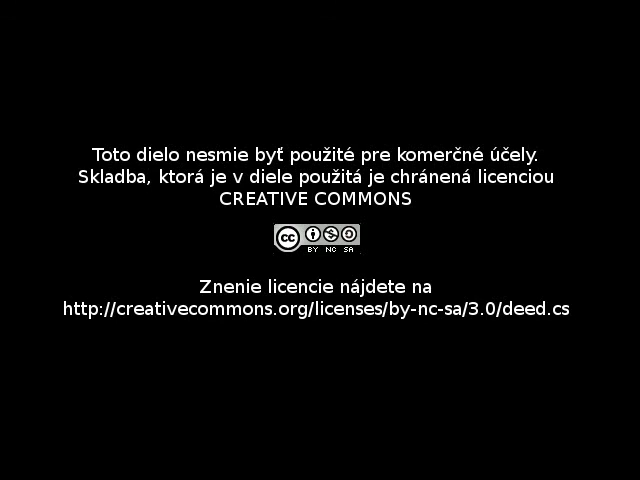 Toto dielo nesmie byť použité pre komerčné účely.
Skladba, ktorá je v diele použitá je chránená licenciou
CREATIVE COMMONS
cc
BY NC SA
Znenie licencie nájdete na
http://creativecommons.org/licenses/by-nc-sa/3.0/deed.cs